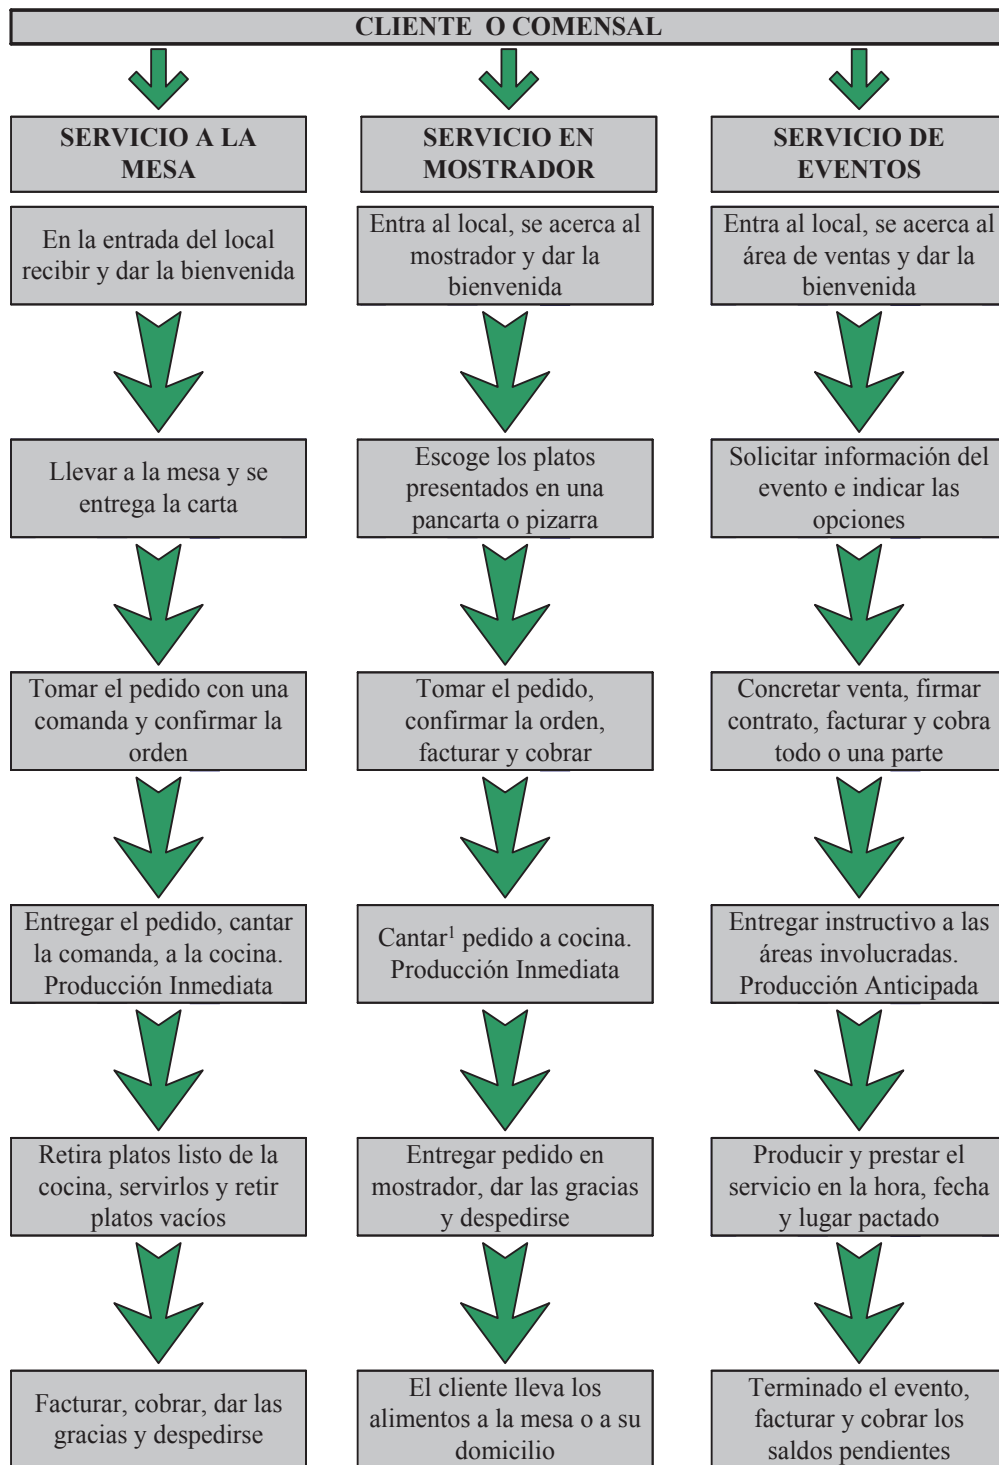 CLIENTE O COMENSAL
SERVICIO A LA
MESA
En la entrada del local
recibir y dar la bienvenida
Llevar a la mesa y se
entrega la carta
Tomar el pedido con una
comanda y confirmar la
orden
Entregar el pedido, cantar
la comanda, a la cocina.
Producción Inmediata
Retira platos listo de la
cocina, servirlos y retir
platos vacíos
Facturar, cobrar, dar las
gracias y despedirse
SERVICIO EN
MOSTRADOR
Entra al local, se acerca al
mostrador y dar la
bienvenida
Escoge los platos
presentados en una
pancarta o pizarra
Tomar el pedido,
confirmar la orden,
facturar y cobrar
Cantar¹ pedido a cocina.
Producción Inmediata
Entregar pedido en
mostrador, dar las gracias
y despedirse
El cliente lleva los
alimentos a la mesa o a su
domicilio
SERVICIO DE
EVENTOS
Entra al local, se acerca al
área de ventas y dar la
bienvenida
Solicitar información del
evento e indicar las
opciones
Concretar venta, firmar
contrato, facturar y cobra
todo o una parte
Entregar instructivo a las
áreas involucradas.
Producción Anticipada
Producir y prestar el
servicio en la hora, fecha
y lugar pactado
Terminado el evento,
facturar y cobrar los
saldos pendientes